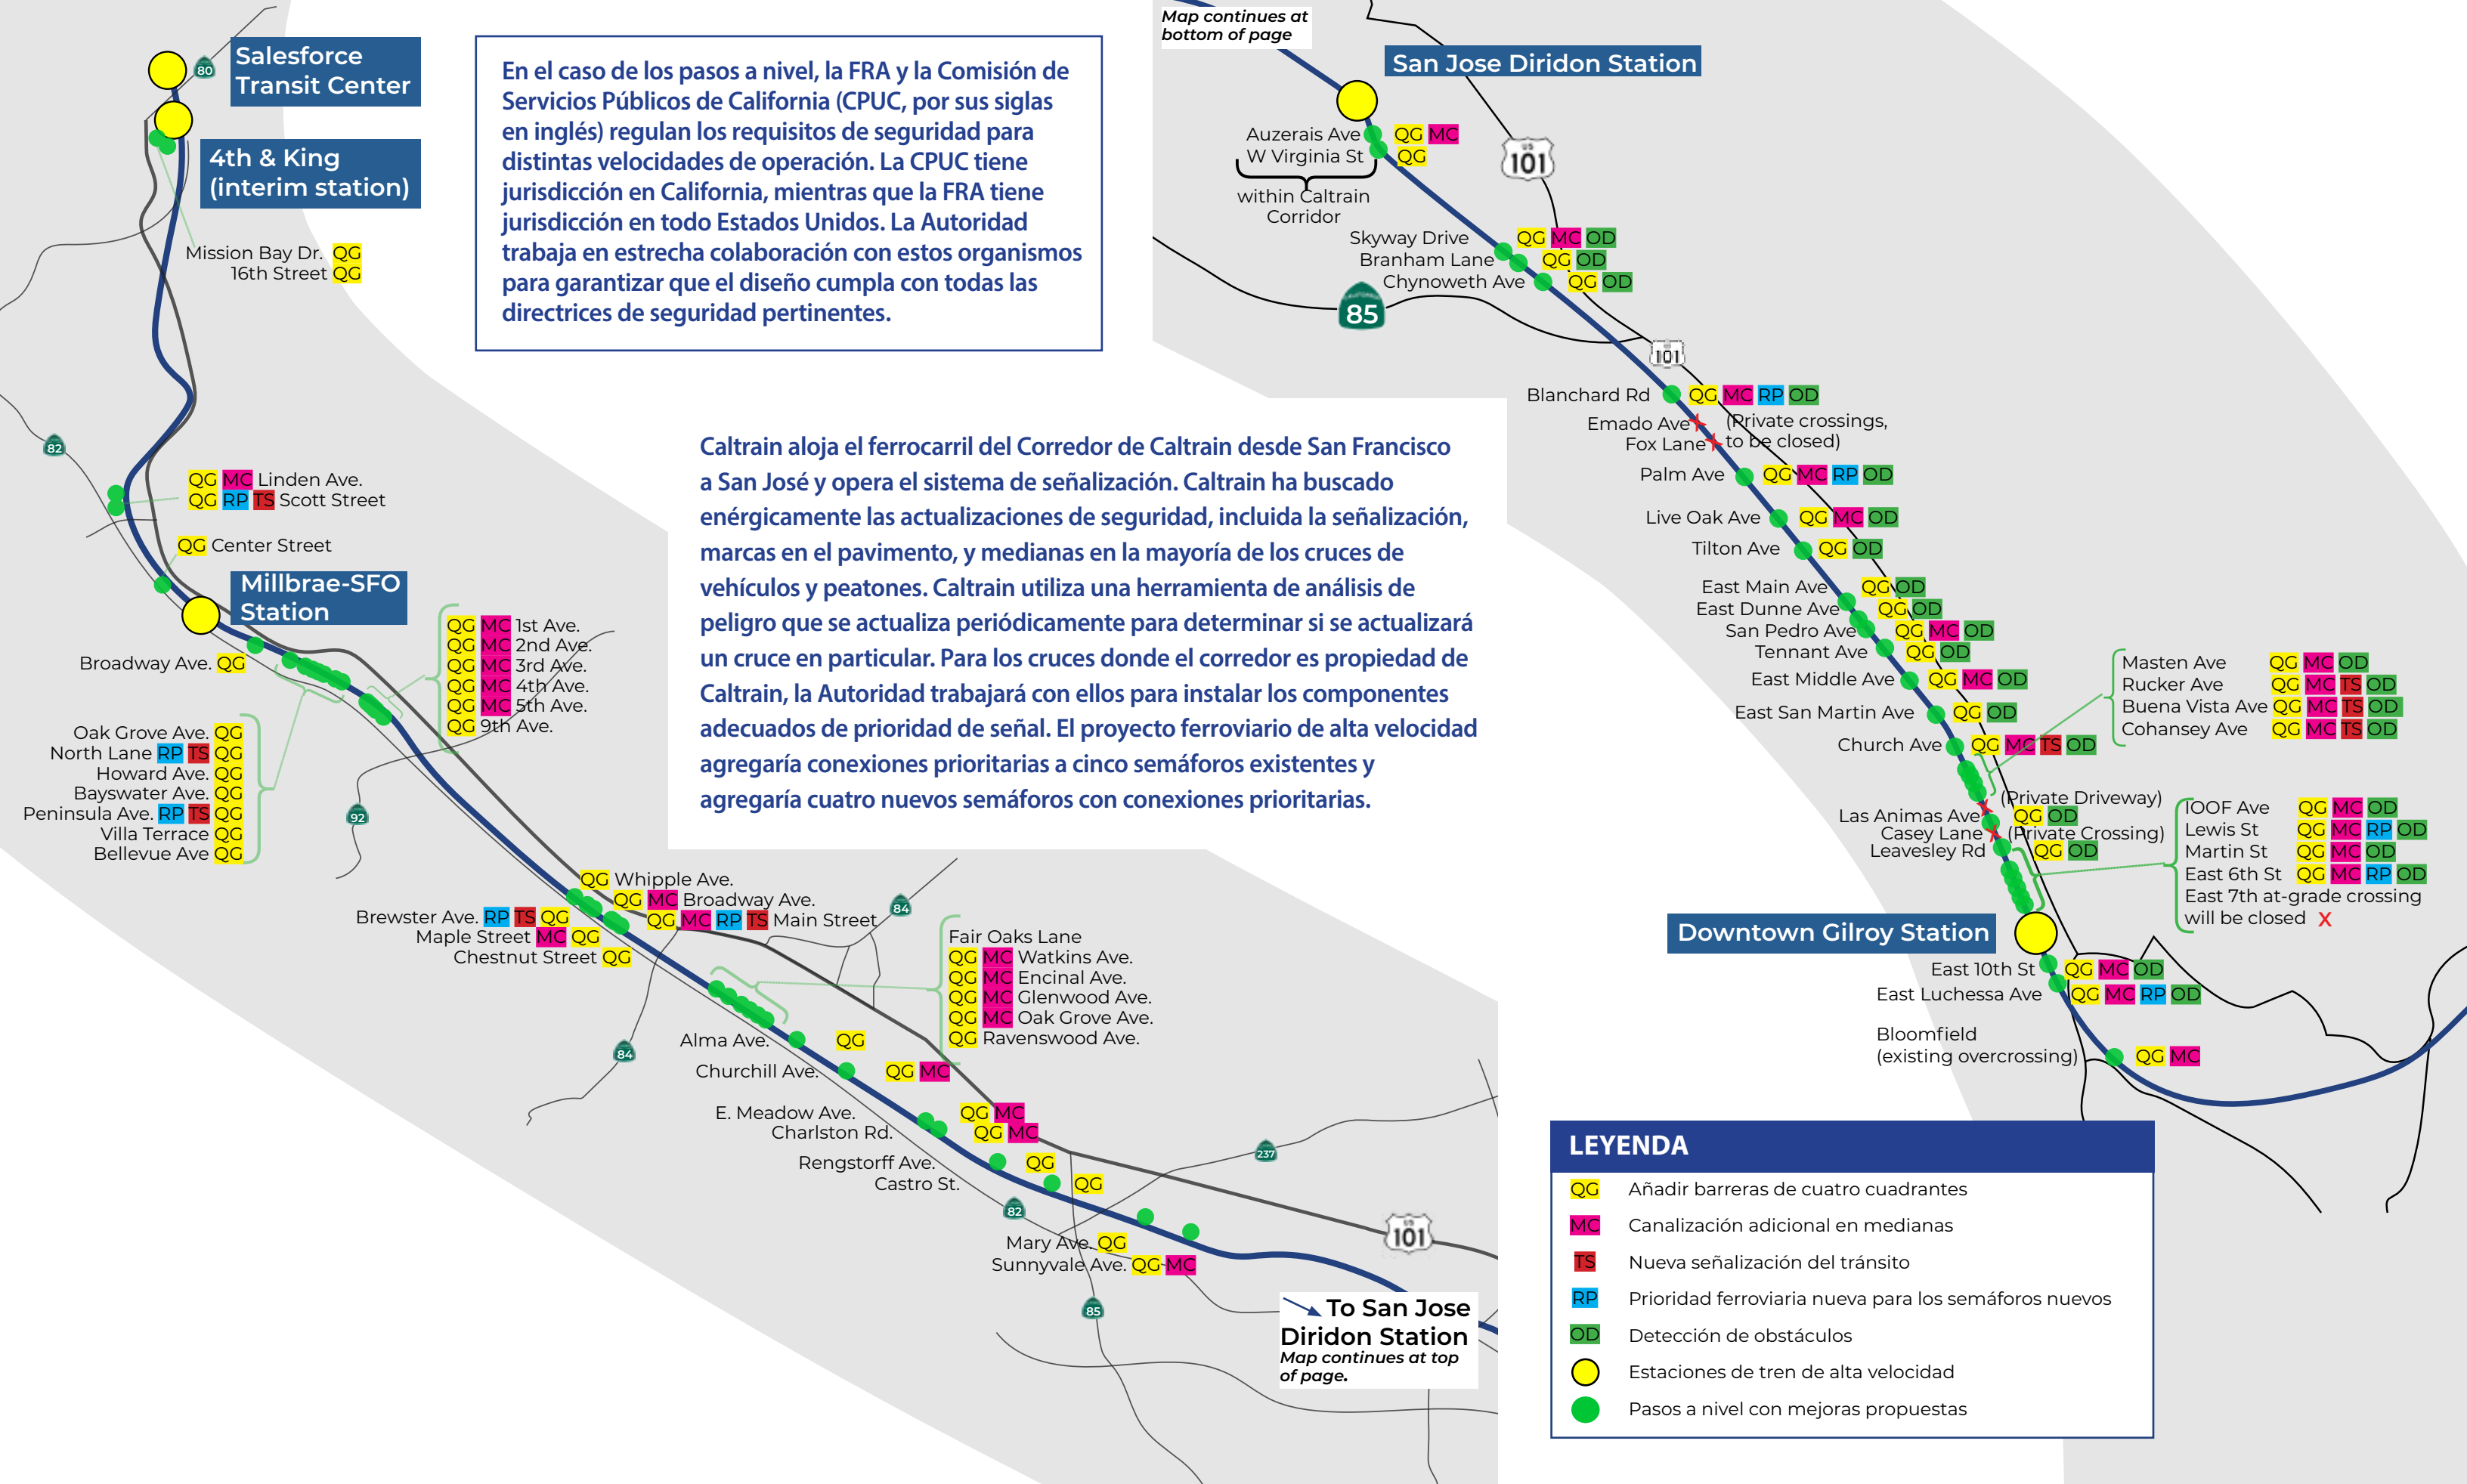 Salesforce
Transit Center
80
4th & King
(interim station)
Mission Bay Dr. QG
16th Street QG
82
QG MC Linden Ave.
QG RP TS Scott Street
QG Center Street
Millbrae-SFO
Station
Broadway Ave. QG
QG MC 1st Ave.
QG MC 2nd Ave.
QG MC 3rd Ave.
QG MC 4th Ave.
QG MC 5th Ave.
QG 9th Ave.
Oak Grove Ave. QG
North Lane RP TS QG
Howard Ave. QG
Bayswater Ave. QG
Peninsula Ave. RP TS QG
Villa Terrace QG
Bellevue Ave QG
92
En el caso de los pasos a nivel, la FRA y la Comisión de
Servicios Públicos de California (CPUC, por sus siglas
en inglés) regulan los requisitos de seguridad para
distintas velocidades de operación. La CPUC tiene
jurisdicción en California, mientras que la FRA tiene
jurisdicción en todo Estados Unidos. La Autoridad
trabaja en estrecha colaboración con estos organismos
para garantizar que el diseño cumpla con todas las
directrices de seguridad pertinentes.
Caltrain aloja el ferrocarril del Corredor de Caltrain desde San Francisco
a San José y opera el sistema de señalización. Caltrain ha buscado
enérgicamente las actualizaciones de seguridad, incluida la señalización,
marcas en el pavimento, y medianas en la mayoría de los cruces de
vehículos y peatones. Caltrain utiliza una herramienta de análisis de
peligro que se actualiza periódicamente para determinar si se actualizará
un cruce en particular. Para los cruces donde el corredor es propiedad de
Caltrain, la Autoridad trabajará con ellos para instalar los componentes
adecuados de prioridad de señal. El proyecto ferroviario de alta velocidad
agregaría conexiones prioritarias a cinco semáforos existentes y
agregaría cuatro nuevos semáforos con conexiones prioritarias.
QG Whipple Ave.
QG MC Broadway Ave.
Brewster Ave. RP TS QG
QG MC RP TS Main Street
Maple Street MC QG
Chestnut Street QG
84
84
Fair Oaks Lane
QG MC Watkins Ave.
QG MC Encinal Ave.
QG MC Glenwood Ave.
QG MC Oak Grove Ave.
QG Ravenswood Ave.
Alma Ave. QG
Churchill Ave. QG MC
E. Meadow Ave. QG MC
Charlston Rd. QG MC
Rengstorff Ave. QG
Castro St. QG
237
82
US
101
Mary Ave. QG
Sunnyvale Ave. QG MC
85
To San Jose
Diridon Station
Map continues at top
of page.
Map continues at
bottom of page
San Jose Diridon Station
Auzerais Ave QG MC
W Virginia St QG
within Caltrain
Corridor
US
101
Skyway Drive QG MC OD
Branham Lane QG OD
Chynoweth Ave QG OD
CALIFORNIA
85
101
Blanchard Rd QG MC RP OD
Emado Ave (Private crossings,
Fox Lane to be closed)
Palm Ave QG MC RP OD
Live Oak Ave QG MC OD
Tilton Ave QG OD
East Main Ave QG OD
East Dunne Ave QG OD
San Pedro Ave QG MC OD
Tennant Ave QG OD
East Middle Ave QG MC OD
East San Martin Ave QG OD
Church Ave QG MC TS OD
Masten Ave QG MC OD
Rucker Ave QG MC TS OD
Buena Vista Ave QG MC TS OD
Cohansey Ave QG MC TS OD
(Private Driveway)
Las Animas Ave QG OD
Casey Lane (Private Crossing)
Leavesley Rd QG OD
IOOF Ave QG MC OD
Lewis St QG MC RP OD
Martin St QG MC OD
East 6th St QG MC RP OD
East 7th at-grade crossing
will be closed X
Downtown Gilroy Station
East 10th St QG MC OD
East Luchessa Ave QG MC RP OD
Bloomfield
(existing overcrossing) QG MC
LEYENDA
QG Añadir barreras de cuatro cuadrantes
MC Canalización adicional en medianas
TS Nueva señalización del tránsito
RP Prioridad ferroviaria nueva para los semáforos nuevos
OD Detección de obstáculos
Estaciones de tren de alta velocidad
Pasos a nivel con mejoras propuestas